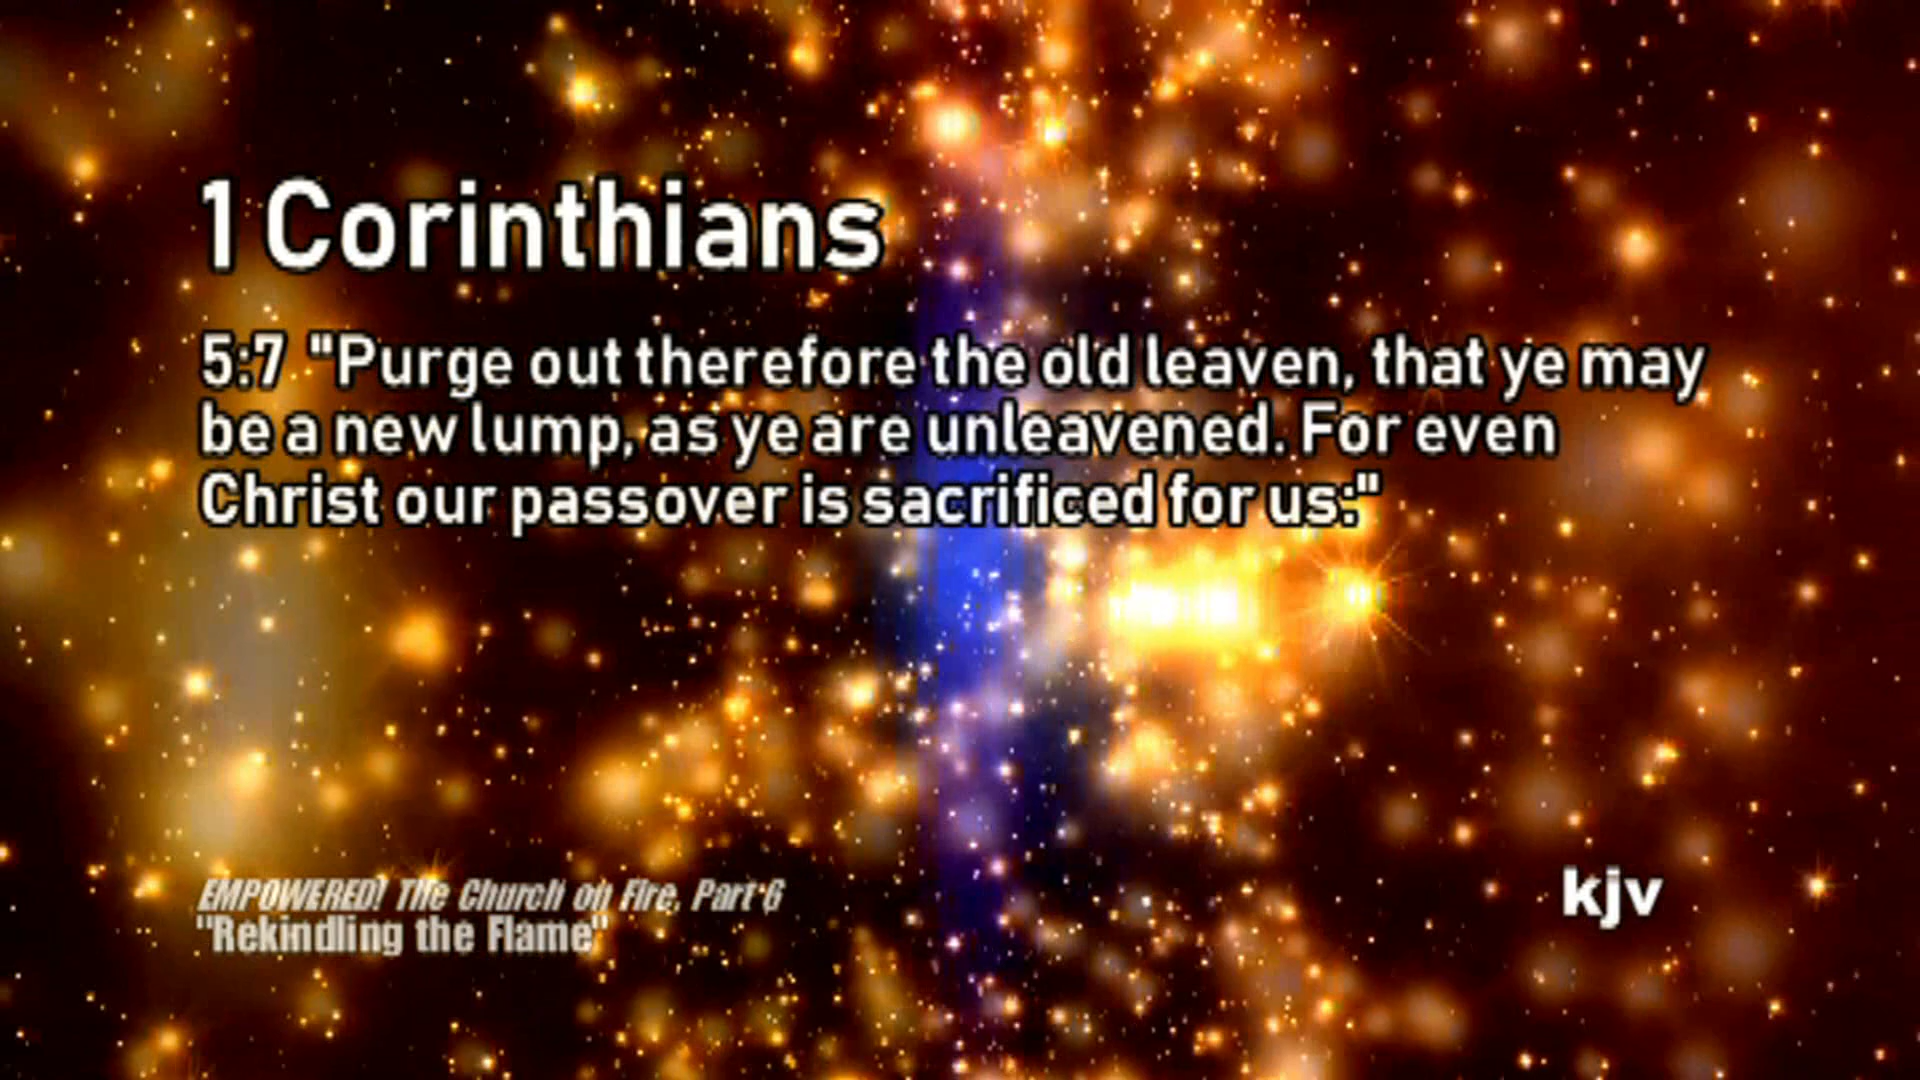 1 Corinthians
5:7 "Purge out therefore the old leaven, that ye may
be a new lump, as ye are unleavened. For even
Christ our passover is sacrificed for us:"
EMPOWERED! The Church on Fire, Part 6
"Rekindling the Flame"
kjv